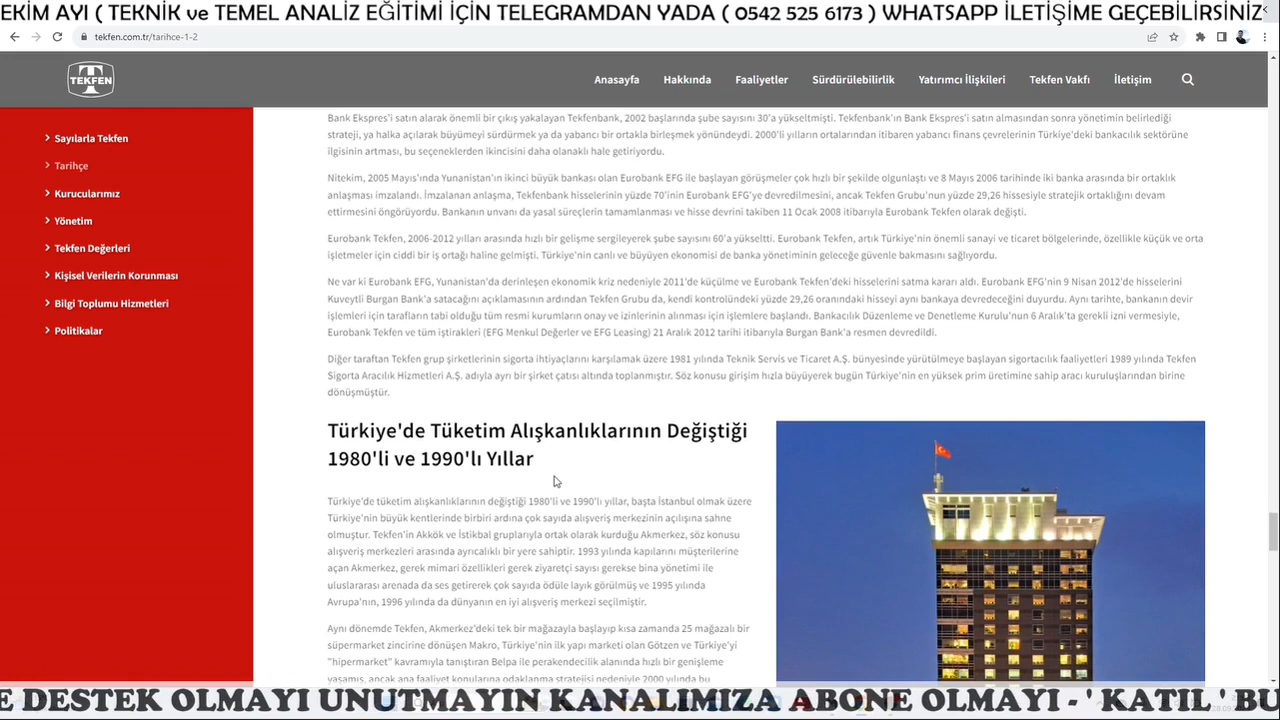 EKİM AYI ( TEKNİK ve TEMEL ANALİZ EĞİTİMİ İÇİN TELEGRAMDAN YADA ( 0542 525 6173 ) WHATSAPP İLETİŞİME GEÇEBİLİRSİNİZ
tekfen.com.tr/tarihce-1-2
TEKFEN
Anasayfa Hakkında Faaliyetler Sürdürülebilirlik Yatırımcı İlişkileri Tekfen Vakfı İletişim
Sayılarla Tekfen
Tarihçe
Kurucularımız
Yönetim
Tekfen Değerleri
Kişisel Verilerin Korunması
Bilgi Toplumu Hizmetleri
Politikalar
Bank Ekspres'i satın alarak önemli bir çıkış yakalayan Tekfenbank, 2002 başlarında şube sayısını 30'a yükseltmişti. Tekfenbank'ın Bank Ekspres'i satın almasından sonra yönetimin belirlediği
strateji, ya halka açılarak büyümeyi sürdürmek ya da yabancı bir ortakla birleşmek yönündeydi. 2000'li yılların ortalarından itibaren yabancı finans çevrelerinin Türkiye'deki bankacılık sektörüne
ilgisinin artması, bu seçeneklerden ikincisini daha olanaklı hale getiriyordu.
Nitekim, 2005 Mayıs'ında Yunanistan'ın ikinci büyük bankası olan Eurobank EFG ile başlayan görüşmeler çok hızlı bir şekilde olgunlaştı ve 8 Mayıs 2006 tarihinde iki banka arasında bir ortaklık
anlaşması imzalandı. İmzalanan anlaşma, Tekfenbank hisselerinin yüzde 70'inin Eurobank EFG'ye devredilmesini, ancak Tekfen Grubu'nun yüzde 29,26 hissesiyle stratejik ortaklığını devam
ettirmesini öngörüyordu. Bankanın unvanı da yasal süreçlerin tamamlanması ve hisse devrini takiben 11 Ocak 2008 itibarıyla Eurobank Tekfen olarak değişti.
Eurobank Tekfen, 2006-2012 yılları arasında hızlı bir gelişme sergileyerek şube sayısını 60'a yükseltti. Eurobank Tekfen, artık Türkiye'nin önemli sanayi ve ticaret bölgelerinde, özellikle küçük ve orta
işletmeler için ciddi bir iş ortağı haline gelmişti. Türkiye'nin canlı ve büyüyen ekonomisi de banka yönetiminin geleceğe güvenle bakmasını sağlıyordu.
Ne var ki Eurobank EFG, Yunanistan'da derinleşen ekonomik kriz nedeniyle 2011'de küçülme ve Eurobank Tekfen'deki hisselerini satma kararı aldı. Eurobank EFG'nin 9 Nisan 2012'de hisselerini
Kuveytli Burgan Bank'a satacağını açıklamasının ardından Tekfen Grubu da, kendi kontrolündeki yüzde 29,26 oranındaki hisseyi aynı bankaya devredeceğini duyurdu. Aynı tarihte, bankanın devir
işlemleri için tarafların tabi olduğu tüm resmi kurumların onay ve izinlerinin alınması için işlemlere başlandı. Bankacılık Düzenleme ve Denetleme Kurulu'nun 6 Aralık'ta gerekli izni vermesiyle,
Eurobank Tekfen ve tüm iştirakleri (EFG Menkul Değerler ve EFG Leasing) 21 Aralık 2012 tarihi itibarıyla Burgan Bank'a resmen devredildi.
Diğer taraftan Tekfen grup şirketlerinin sigorta ihtiyaçlarını karşılamak üzere 1981 yılında Teknik Servis ve Ticaret A.Ş. bünyesinde yürütülmeye başlayan sigortacılık faaliyetleri 1989 yılında Tekfen
Sigorta Aracılık Hizmetleri A.Ş. adıyla ayrı bir şirket çatısı altında toplanmıştır. Söz konusu girişim hızla büyüyerek bugün Türkiye'nin en yüksek prim üretimine sahip aracı kuruluşlarından birine
dönüşmüştür.
Türkiye'de Tüketim Alışkanlıklarının Değiştiği
1980'li ve 1990'lı Yıllar
Türkiye'de tüketim alışkanlıklarının değiştiği 1980'li ve 1990'lı yıllar, başta İstanbul olmak üzere
Türkiye'nin büyük kentlerinde birbiri ardına çok sayıda alışveriş merkezinin açılışına sahne
olmuştur. Tekfen'in Akkök ve İstikbal gruplarıyla ortak olarak kurduğu Akmerkez, söz konusu
alışveriş merkezleri arasında ayrıcalıklı bir yere sahiptir. 1993 yılında kapılarını müşterilerine
açan Akmerkez, gerek mimari özellikleri gerek ziyaretçi sayısı gerekse bina yönetimi ile
uluslararası arenada da ses getirerek çok sayıda ödüle layık görülmüş ve 1995 yılında
Avrupa'nın, 1996 yılında da dünyanın en iyi alışveriş merkezi seçilmiştir.
Aynı dönemde Tekfen, Akmerkez'deki tek bir mağazayla başlayıp kısa zamanda 25 mağazalı bir
süpermarket zincirine dönüşen Makro, Türkiye'nin ilk yapı marketi olan Götzen ve Türkiye'yi
"hipermarket" kavramıyla tanıştıran Belpa ile perakendecilik alanında hızlı bir genişleme
yaşamış, ancak ana faaliyet konularına odaklanma stratejisi nedeniyle 2000 yılında bu
E DESTEK OLMAYI UNUTMAYIN KANALIMIZA ABONE OLMAYI - ' KATIL ' BU